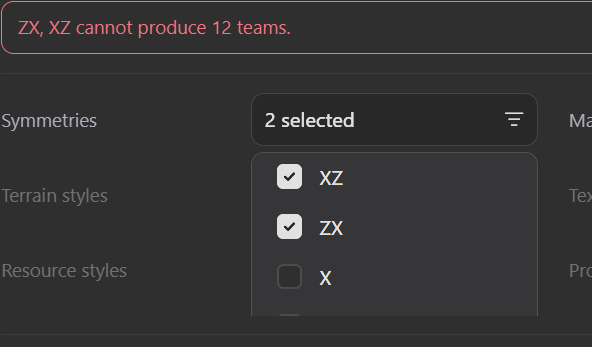 ZX, XZ cannot produce 12 teams.
Symmetries
2 selected
Ma
XZ
Terrain styles
Tex
ZX
Resource styles
X
Pro